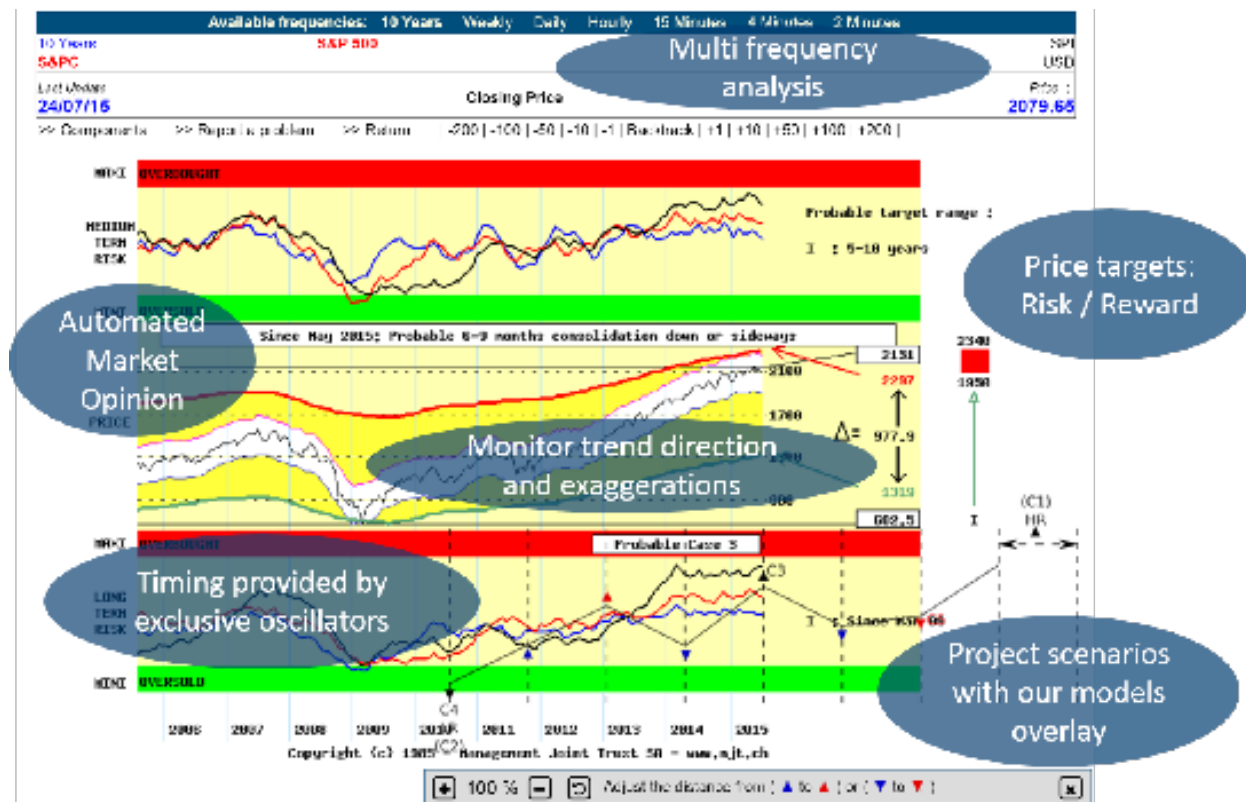 Available frequencies: 10 Years Weekly Daily Hourly 15 Minutes 4 Minutes 2 Minutes
10 Years S&P 500 SPI
S&PC USD
Multi frequency
analysis
Last Update Closing Price Price :
24/07/15 2079.65
>> Components >> Report a problem >> Return | -200 | -100 | -50 | -10 | -1 | Backtrack | +1 | +10 | +50 | +100 | +200 |
MAXI OVERBOUGHT
MEDIUM
TERM
RISK
Probable target range :
I : 5-10 years
Price targets:
Risk / Reward
MINI OVERSOLD
Automated
Market
Opinion
Since May 2015: Probable 6-9 months consolidation down or sideways
2131
2100
2297
2340
1950
PRICE
1700
Δ= 977.9
Monitor trend direction
and exaggerations
1319
602.5
I
(C1)
HR
MAXI OVERBOUGHT
Probable Case 3
C3
Timing provided by
exclusive oscillators
LONG
TERM
RISK
I : Since
Project scenarios
with our models
overlay
MINI OVERSOLD
C4
(C2)
2006 2007 2008 2009 2010 2011 2012 2013 2014 2015
Copyright (c) 1985 Management Joint Trust SA - www.mjt.ch
100 % Adjust the distance from ( ▲ to ▲ ) or ( ▼ to ▼ )